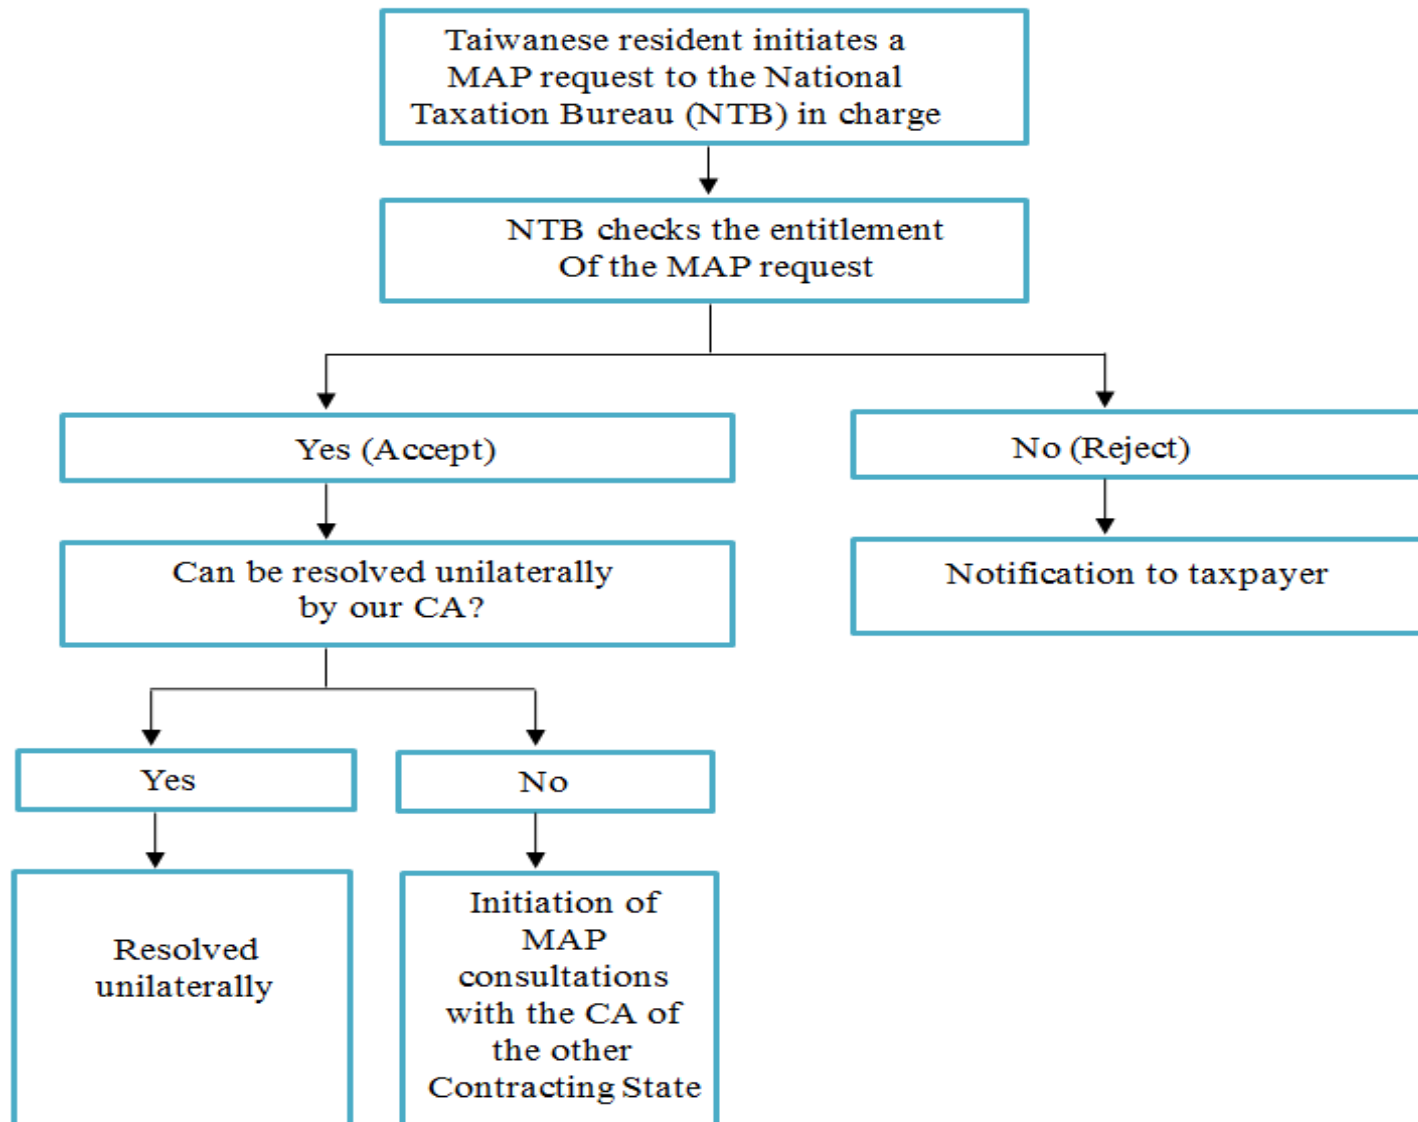 Taiwanese resident initiates a
MAP request to the National
Taxation Bureau (NTB) in charge
NTB checks the entitlement
Of the MAP request
Yes (Accept)
No (Reject)
Can be resolved unilaterally
by our CA?
Notification to taxpayer
Yes
No
Resolved
unilaterally
Initiation of
MAP
consultations
with the CA of
the other
Contracting State